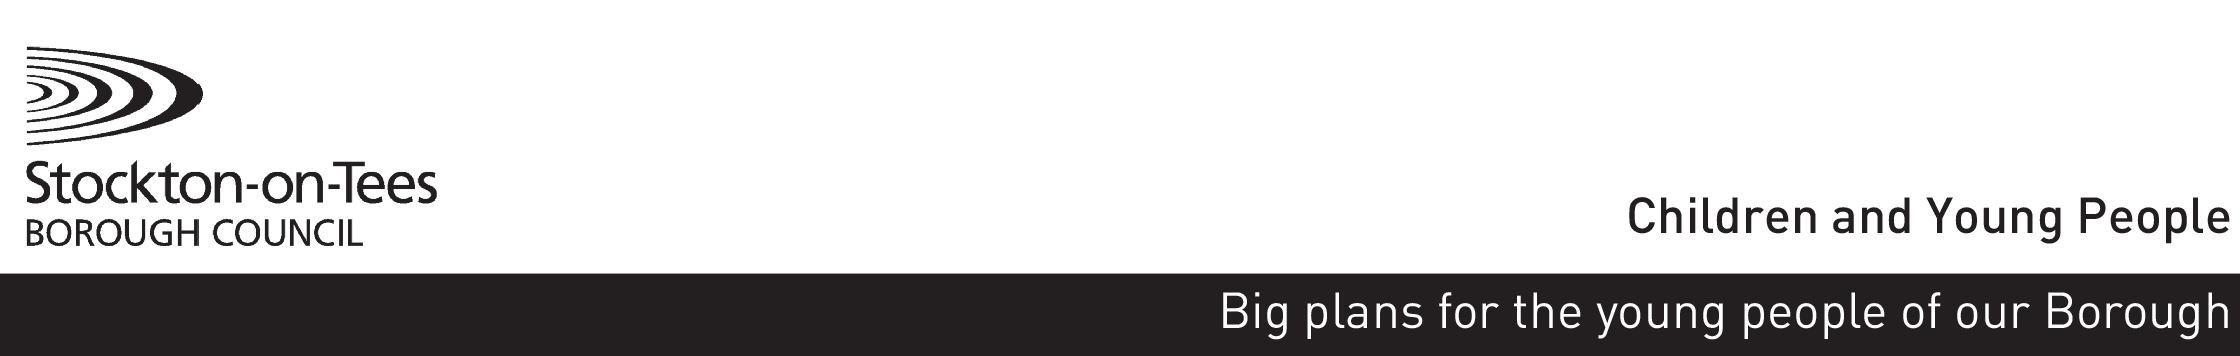 Stockton-on-Tees
BOROUGH COUNCIL
Children and Young People
Big plans for the young people of our Borough